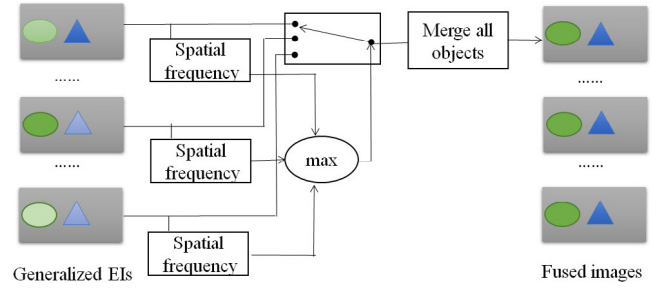 Spatial
frequency
Merge all
objects
......
......
Spatial
frequency
max
......
......
Spatial
frequency
Generalized EIs
Fused images